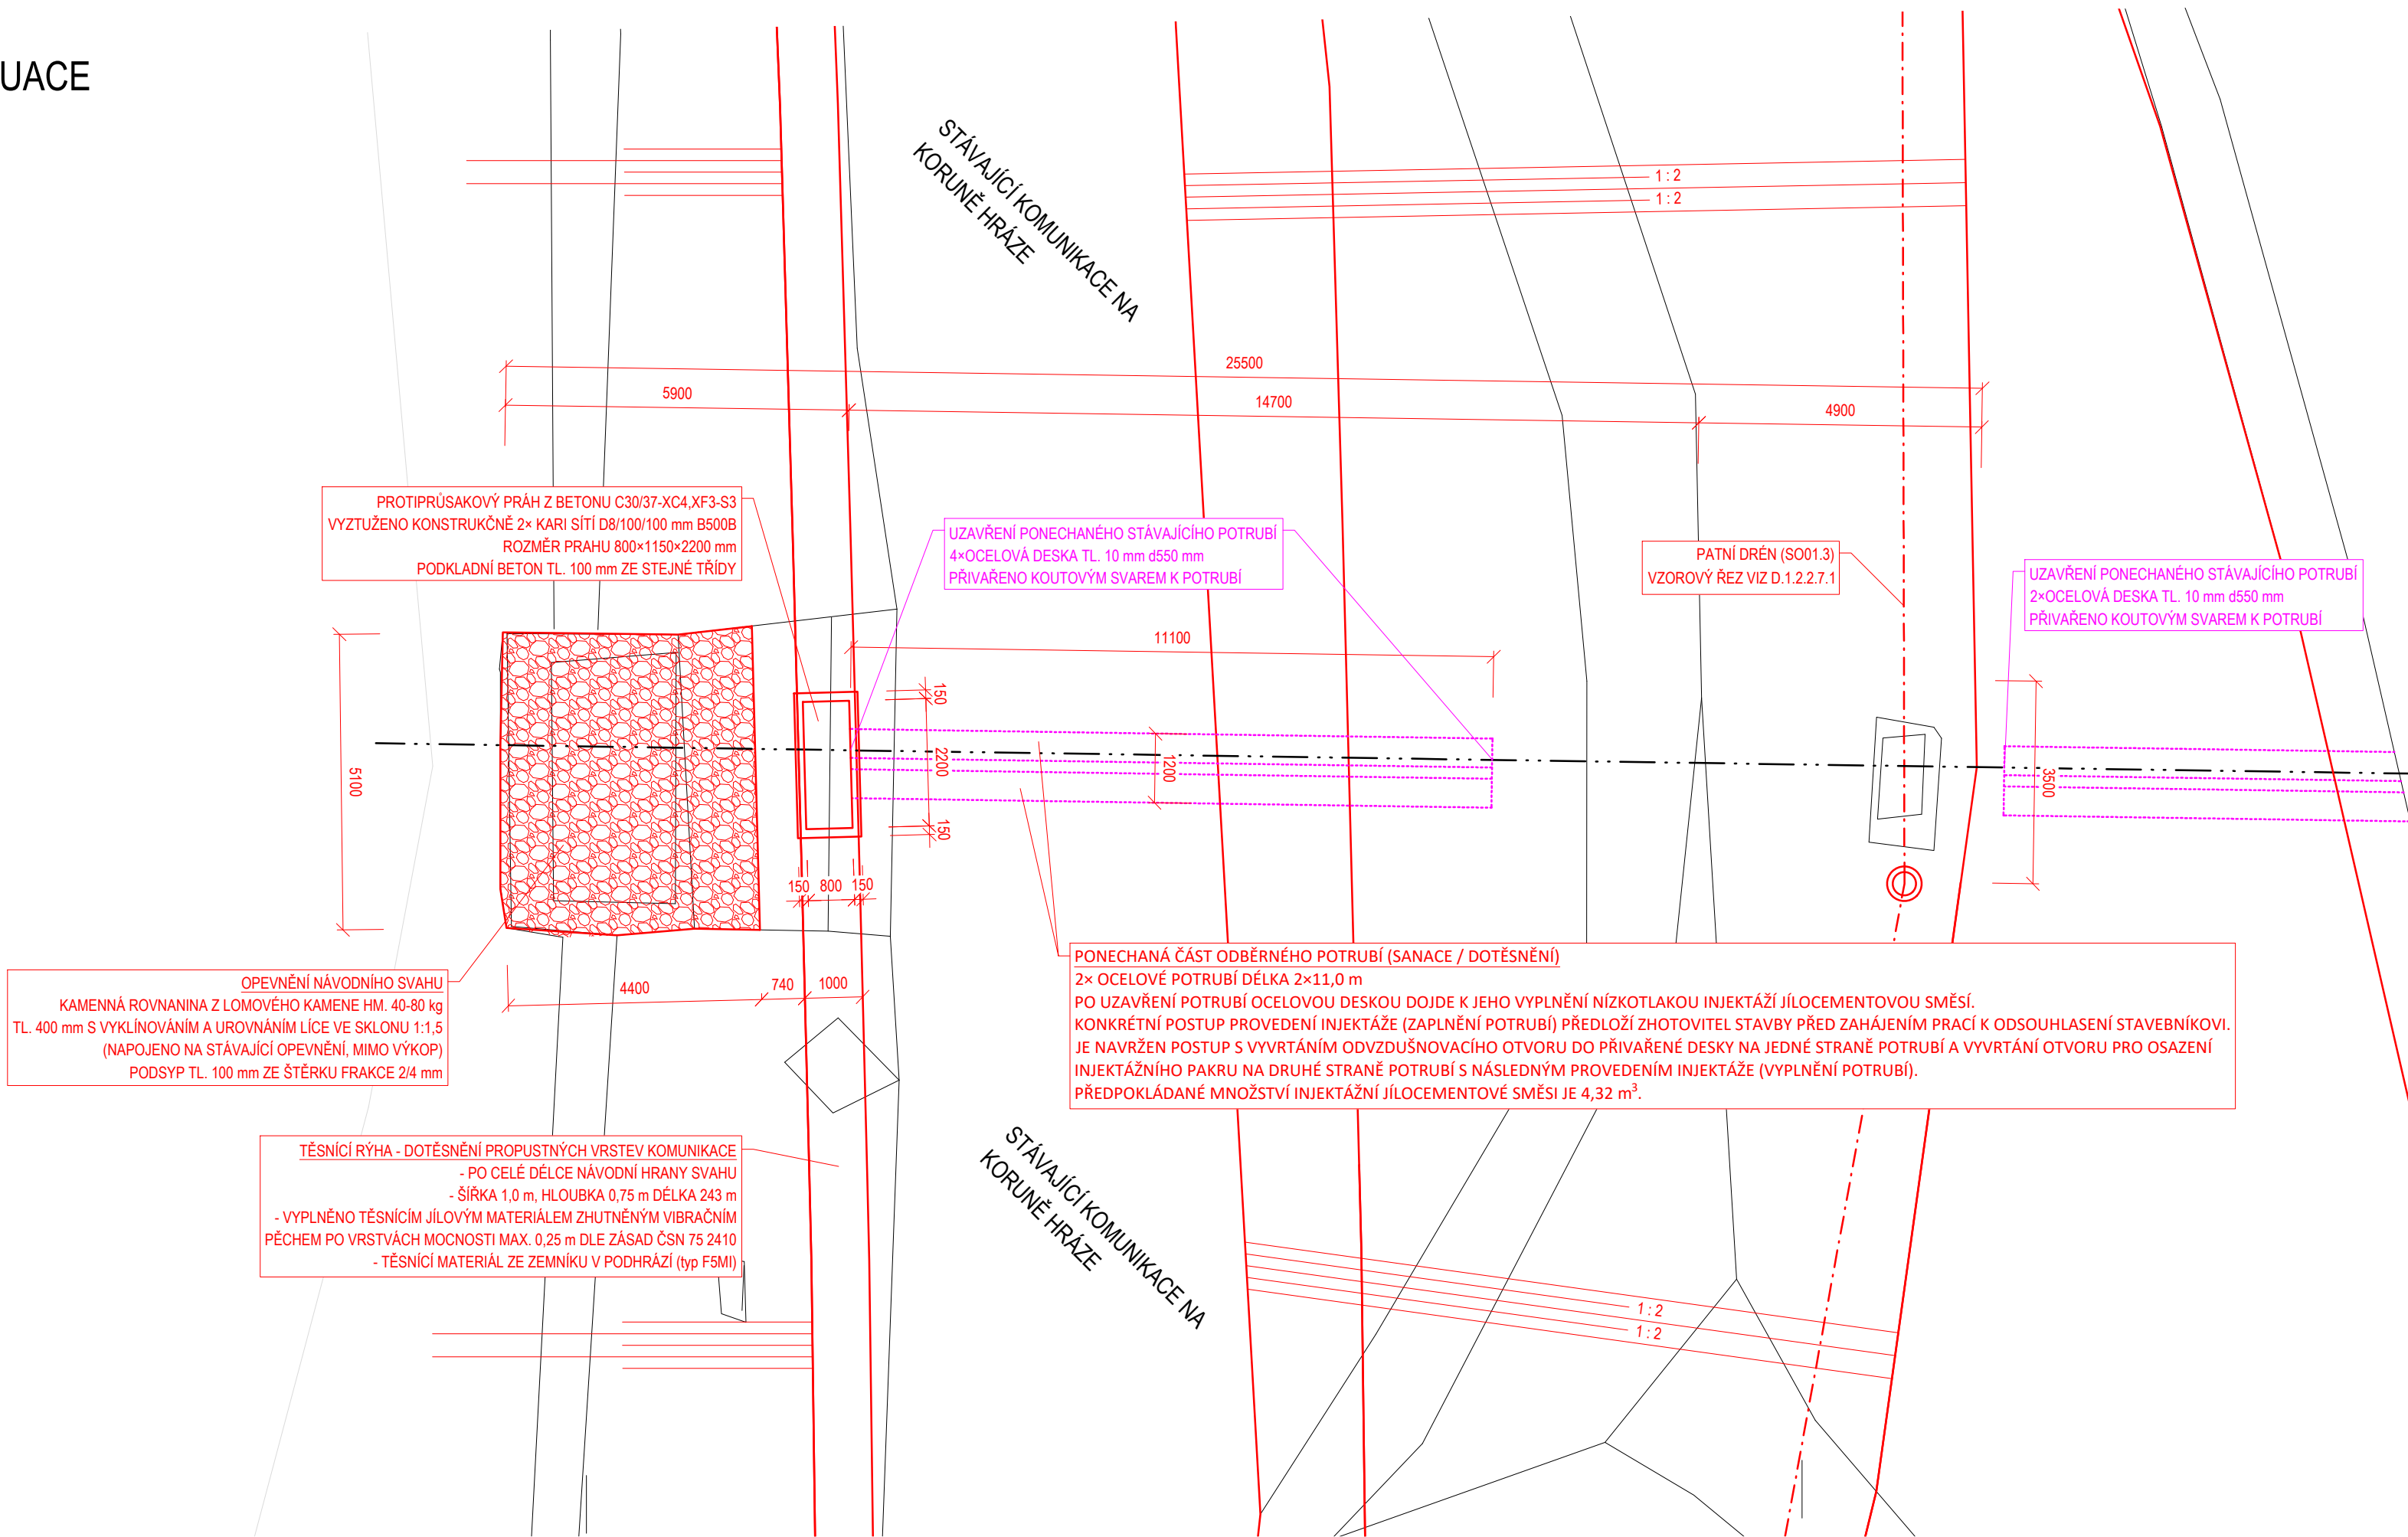 UACE
STÁVAJÍCÍ KOMUNIKACE NA
KORUNĚ HRÁZE
1 : 2
1 : 2
25500
5900
14700
4900
PROTIPRŮSAKOVÝ PRÁH Z BETONU C30/37-XC4,XF3-S3
VYZTUŽENO KONSTRUKČNĚ 2× KARI SÍTÍ D8/100/100 mm B500B
ROZMĚR PRAHU 800×1150×2200 mm
PODKLADNÍ BETON TL. 100 mm ZE STEJNÉ TŘÍDY
UZAVŘENÍ PONECHANÉHO STÁVAJÍCÍHO POTRUBÍ
4×OCELOVÁ DESKA TL. 10 mm d550 mm
PŘIVAŘENO KOUTOVÝM SVAREM K POTRUBÍ
PATNÍ DRÉN (SO01.3)
VZOROVÝ ŘEZ VIZ D.1.2.2.7.1
UZAVŘENÍ PONECHANÉHO STÁVAJÍCÍHO POTRUBÍ
2×OCELOVÁ DESKA TL. 10 mm d550 mm
PŘIVAŘENO KOUTOVÝM SVAREM K POTRUBÍ
11100
150
2200
150
1200
5100
3500
150
800
150
4400
740
1000
OPEVNĚNÍ NÁVODNÍHO SVAHU
KAMENNÁ ROVNANINA Z LOMOVÉHO KAMENE HM. 40-80 kg
TL. 400 mm S VYKLÍNOVÁNÍM A UROVNÁNÍM LÍCE VE SKLONU 1:1,5
(NAPOJENO NA STÁVAJÍCÍ OPEVNĚNÍ, MIMO VÝKOP)
PODSYP TL. 100 mm ZE ŠTĚRKU FRAKCE 2/4 mm
PONECHANÁ ČÁST ODBĚRNÉHO POTRUBÍ (SANACE / DOTĚSNĚNÍ)
2× OCELOVÉ POTRUBÍ DÉLKA 2×11,0 m
PO UZAVŘENÍ POTRUBÍ OCELOVOU DESKOU DOJDE K JEHO VYPLNĚNÍ NÍZKOTLAKOU INJEKTÁŽÍ JÍLOCEMENTOVOU SMĚSÍ.
KONKRÉTNÍ POSTUP PROVEDENÍ INJEKTÁŽE (ZAPLNĚNÍ POTRUBÍ) PŘEDLOŽÍ ZHOTOVITEL STAVBY PŘED ZAHÁJENÍM PRACÍ K ODSOUHLASENÍ STAVEBNÍKOVI.
JE NAVRŽEN POSTUP S VYVRTÁNÍM ODVZDUŠNOVACÍHO OTVORU DO PŘIVAŘENÉ DESKY NA JEDNÉ STRANĚ POTRUBÍ A VYVRTÁNÍ OTVORU PRO OSAZENÍ
INJEKTÁŽNÍHO PAKRU NA DRUHÉ STRANĚ POTRUBÍ S NÁSLEDNÝM PROVEDENÍM INJEKTÁŽE (VYPLNĚNÍ POTRUBÍ).
PŘEDPOKLÁDANÉ MNOŽSTVÍ INJEKTÁŽNÍ JÍLOCEMENTOVÉ SMĚSI JE 4,32 m³.
TĚSNÍCÍ RÝHA - DOTĚSNĚNÍ PROPUSTNÝCH VRSTEV KOMUNIKACE
- PO CELÉ DÉLCE NÁVODNÍ HRANY SVAHU
- ŠÍŘKA 1,0 m, HLOUBKA 0,75 m DÉLKA 243 m
- VYPLNĚNO TĚSNÍCÍM JÍLOVÝM MATERIÁLEM ZHUTNĚNÝM VIBRAČNÍM
PĚCHEM PO VRSTVÁCH MOCNOSTI MAX. 0,25 m DLE ZÁSAD ČSN 75 2410
- TĚSNÍCÍ MATERIÁL ZE ZEMNÍKU V PODHRÁZÍ (typ F5MI)
STÁVAJÍCÍ KOMUNIKACE NA
KORUNĚ HRÁZE
1 : 2
1 : 2